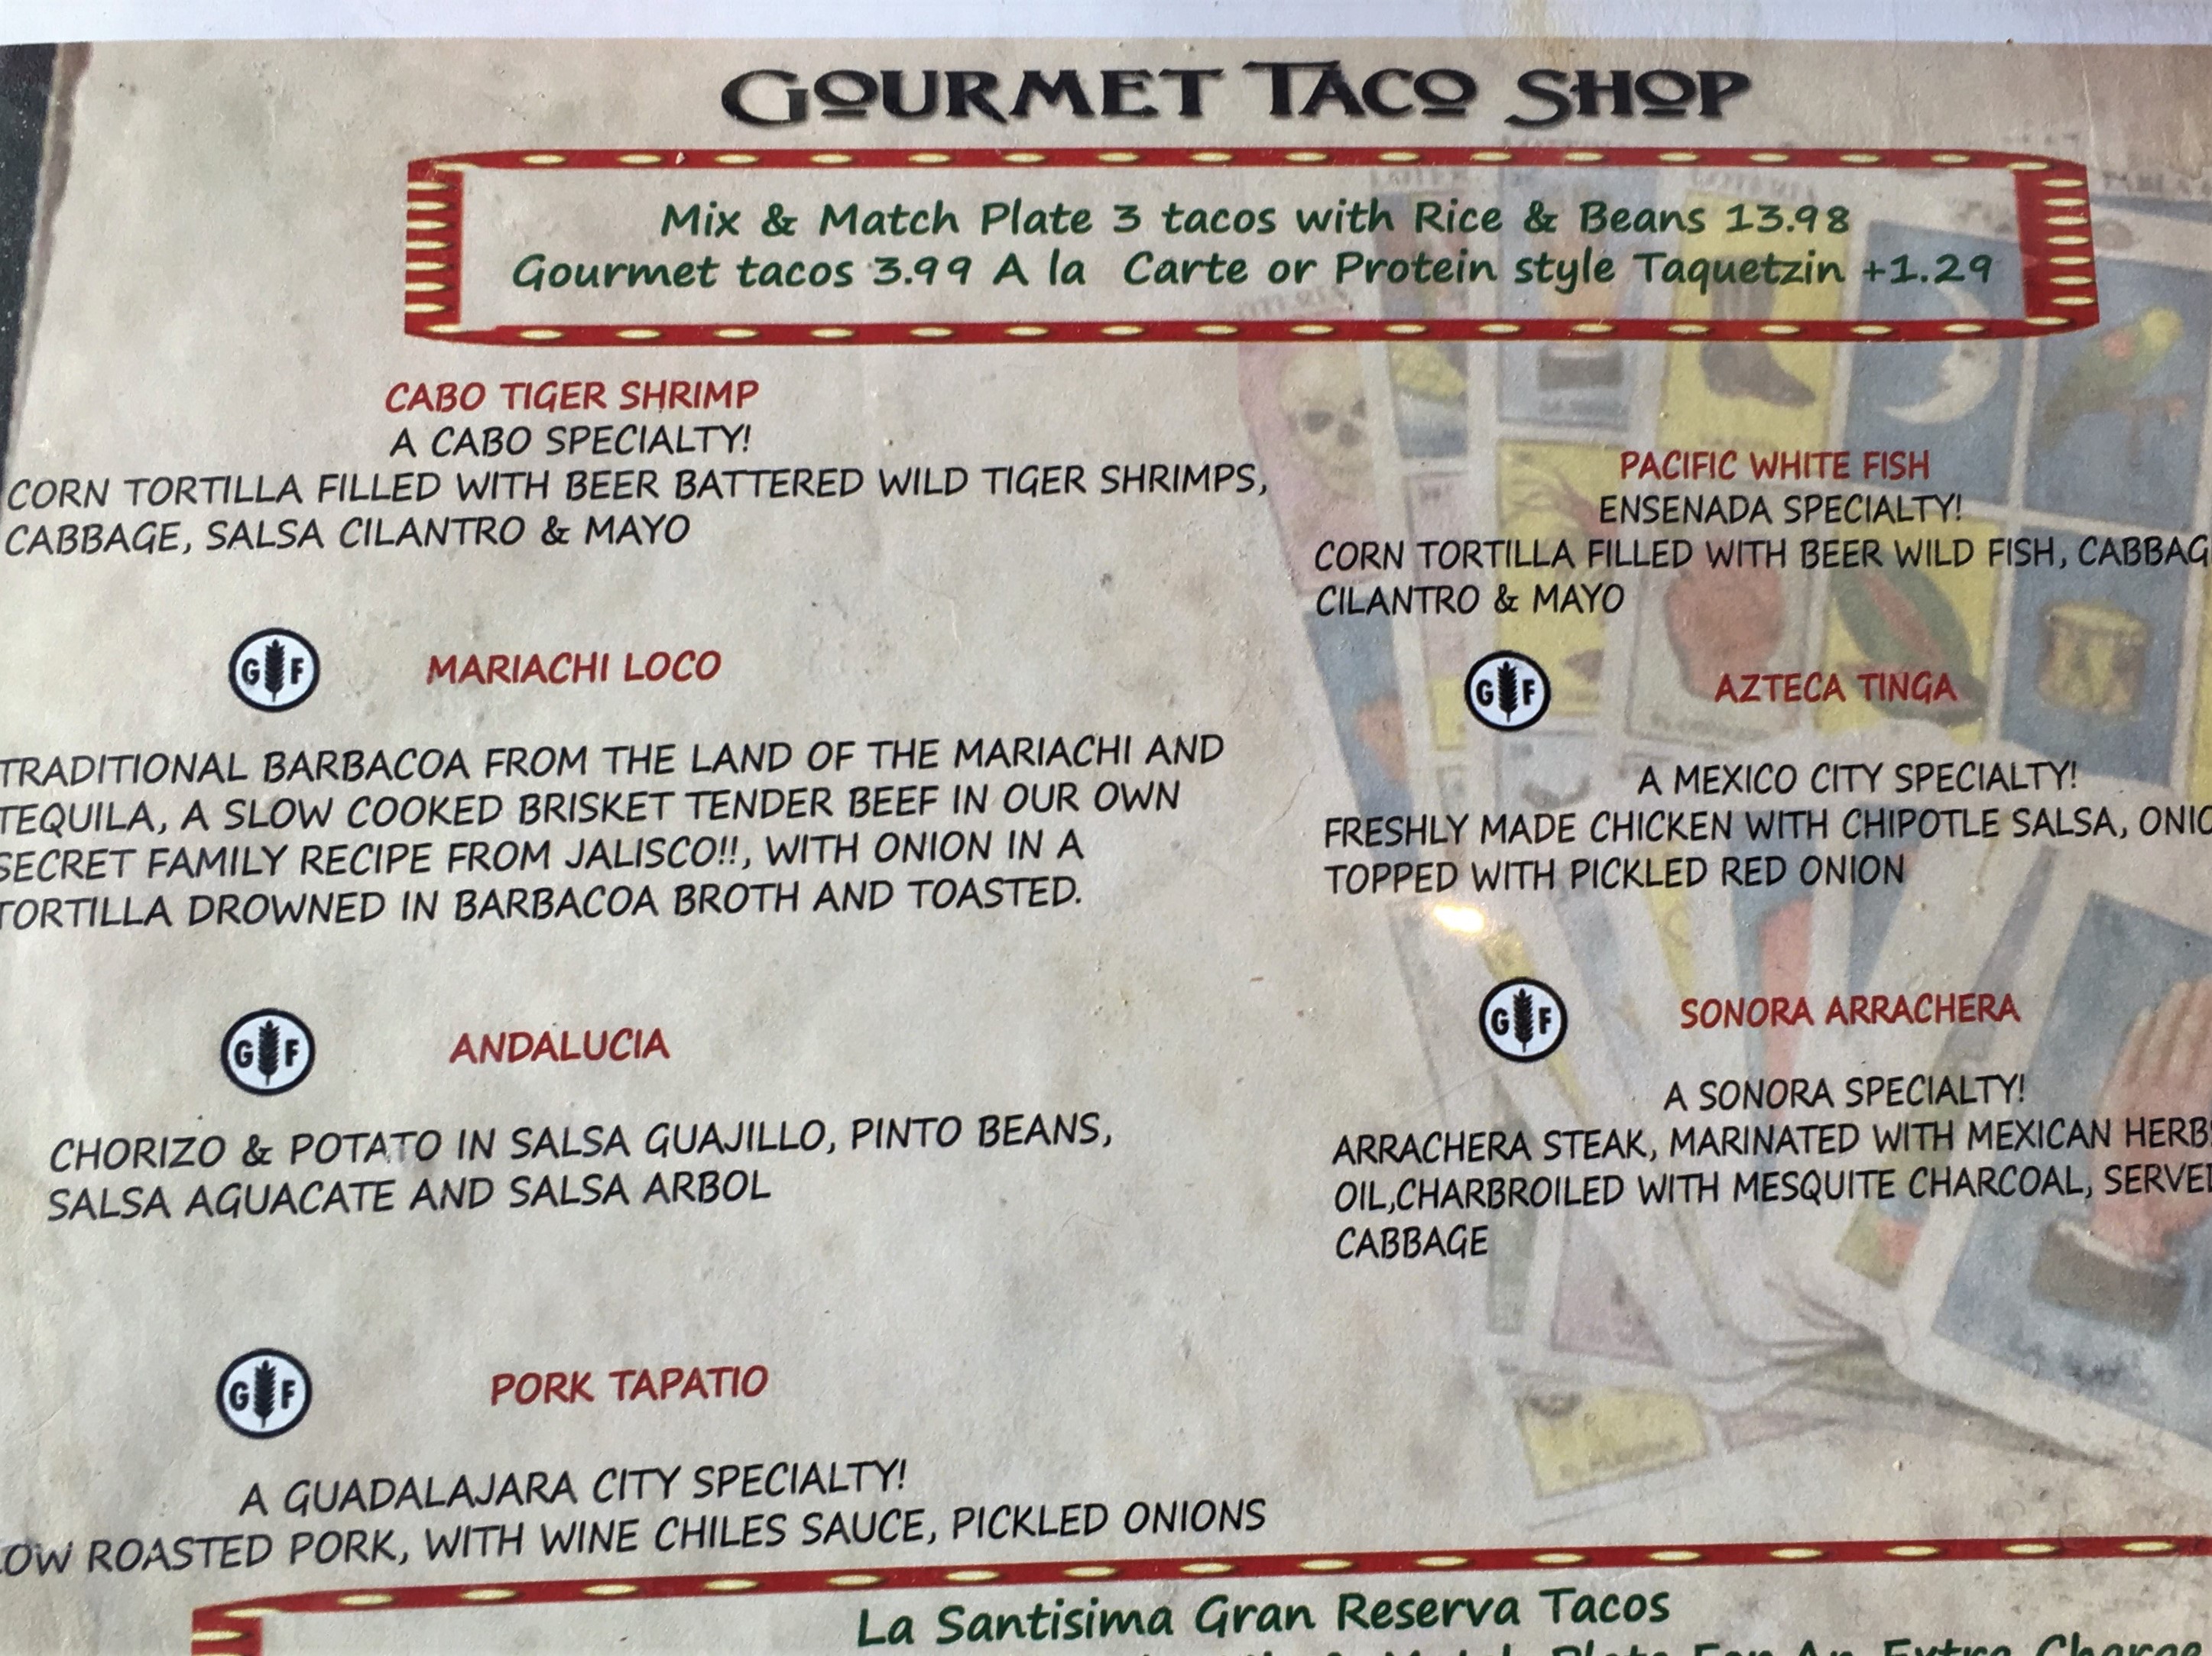 GOURMET TACO SHOP
Mix & Match Plate 3 tacos with Rice & Beans 13.98
Gourmet tacos 3.99 A la Carte or Protein style Taquetzin +1.29
CABO TIGER SHRIMP
A CABO SPECIALTY!
CORN TORTILLA FILLED WITH BEER BATTERED WILD TIGER SHRIMPS,
CABBAGE, SALSA CILANTRO & MAYO
GF MARIACHI LOCO
TRADITIONAL BARBACOA FROM THE LAND OF THE MARIACHI AND
TEQUILA, A SLOW COOKED BRISKET TENDER BEEF IN OUR OWN
SECRET FAMILY RECIPE FROM JALISCO!!, WITH ONION IN A
TORTILLA DROWNED IN BARBACOA BROTH AND TOASTED.
GF ANDALUCIA
CHORIZO & POTATO IN SALSA GUAJILLO, PINTO BEANS,
SALSA AGUACATE AND SALSA ARBOL
GF PORK TAPATIO
A GUADALAJARA CITY SPECIALTY!
ROASTED PORK, WITH WINE CHILES SAUCE, PICKLED ONIONS
PACIFIC WHITE FISH
ENSENADA SPECIALTY!
CORN TORTILLA FILLED WITH BEER WILD FISH, CABBAG
CILANTRO & MAYO
GF AZTECA TINGA
A MEXICO CITY SPECIALTY!
FRESHLY MADE CHICKEN WITH CHIPOTLE SALSA, ONIO
TOPPED WITH PICKLED RED ONION
GF SONORA ARRACHERA
A SONORA SPECIALTY!
ARRACHERA STEAK, MARINATED WITH MEXICAN HERB
OIL,CHARBROILED WITH MESQUITE CHARCOAL, SERVED
CABBAGE
La Santisima Gran Reserva Tacos
& Match Plate For An Extra Charge